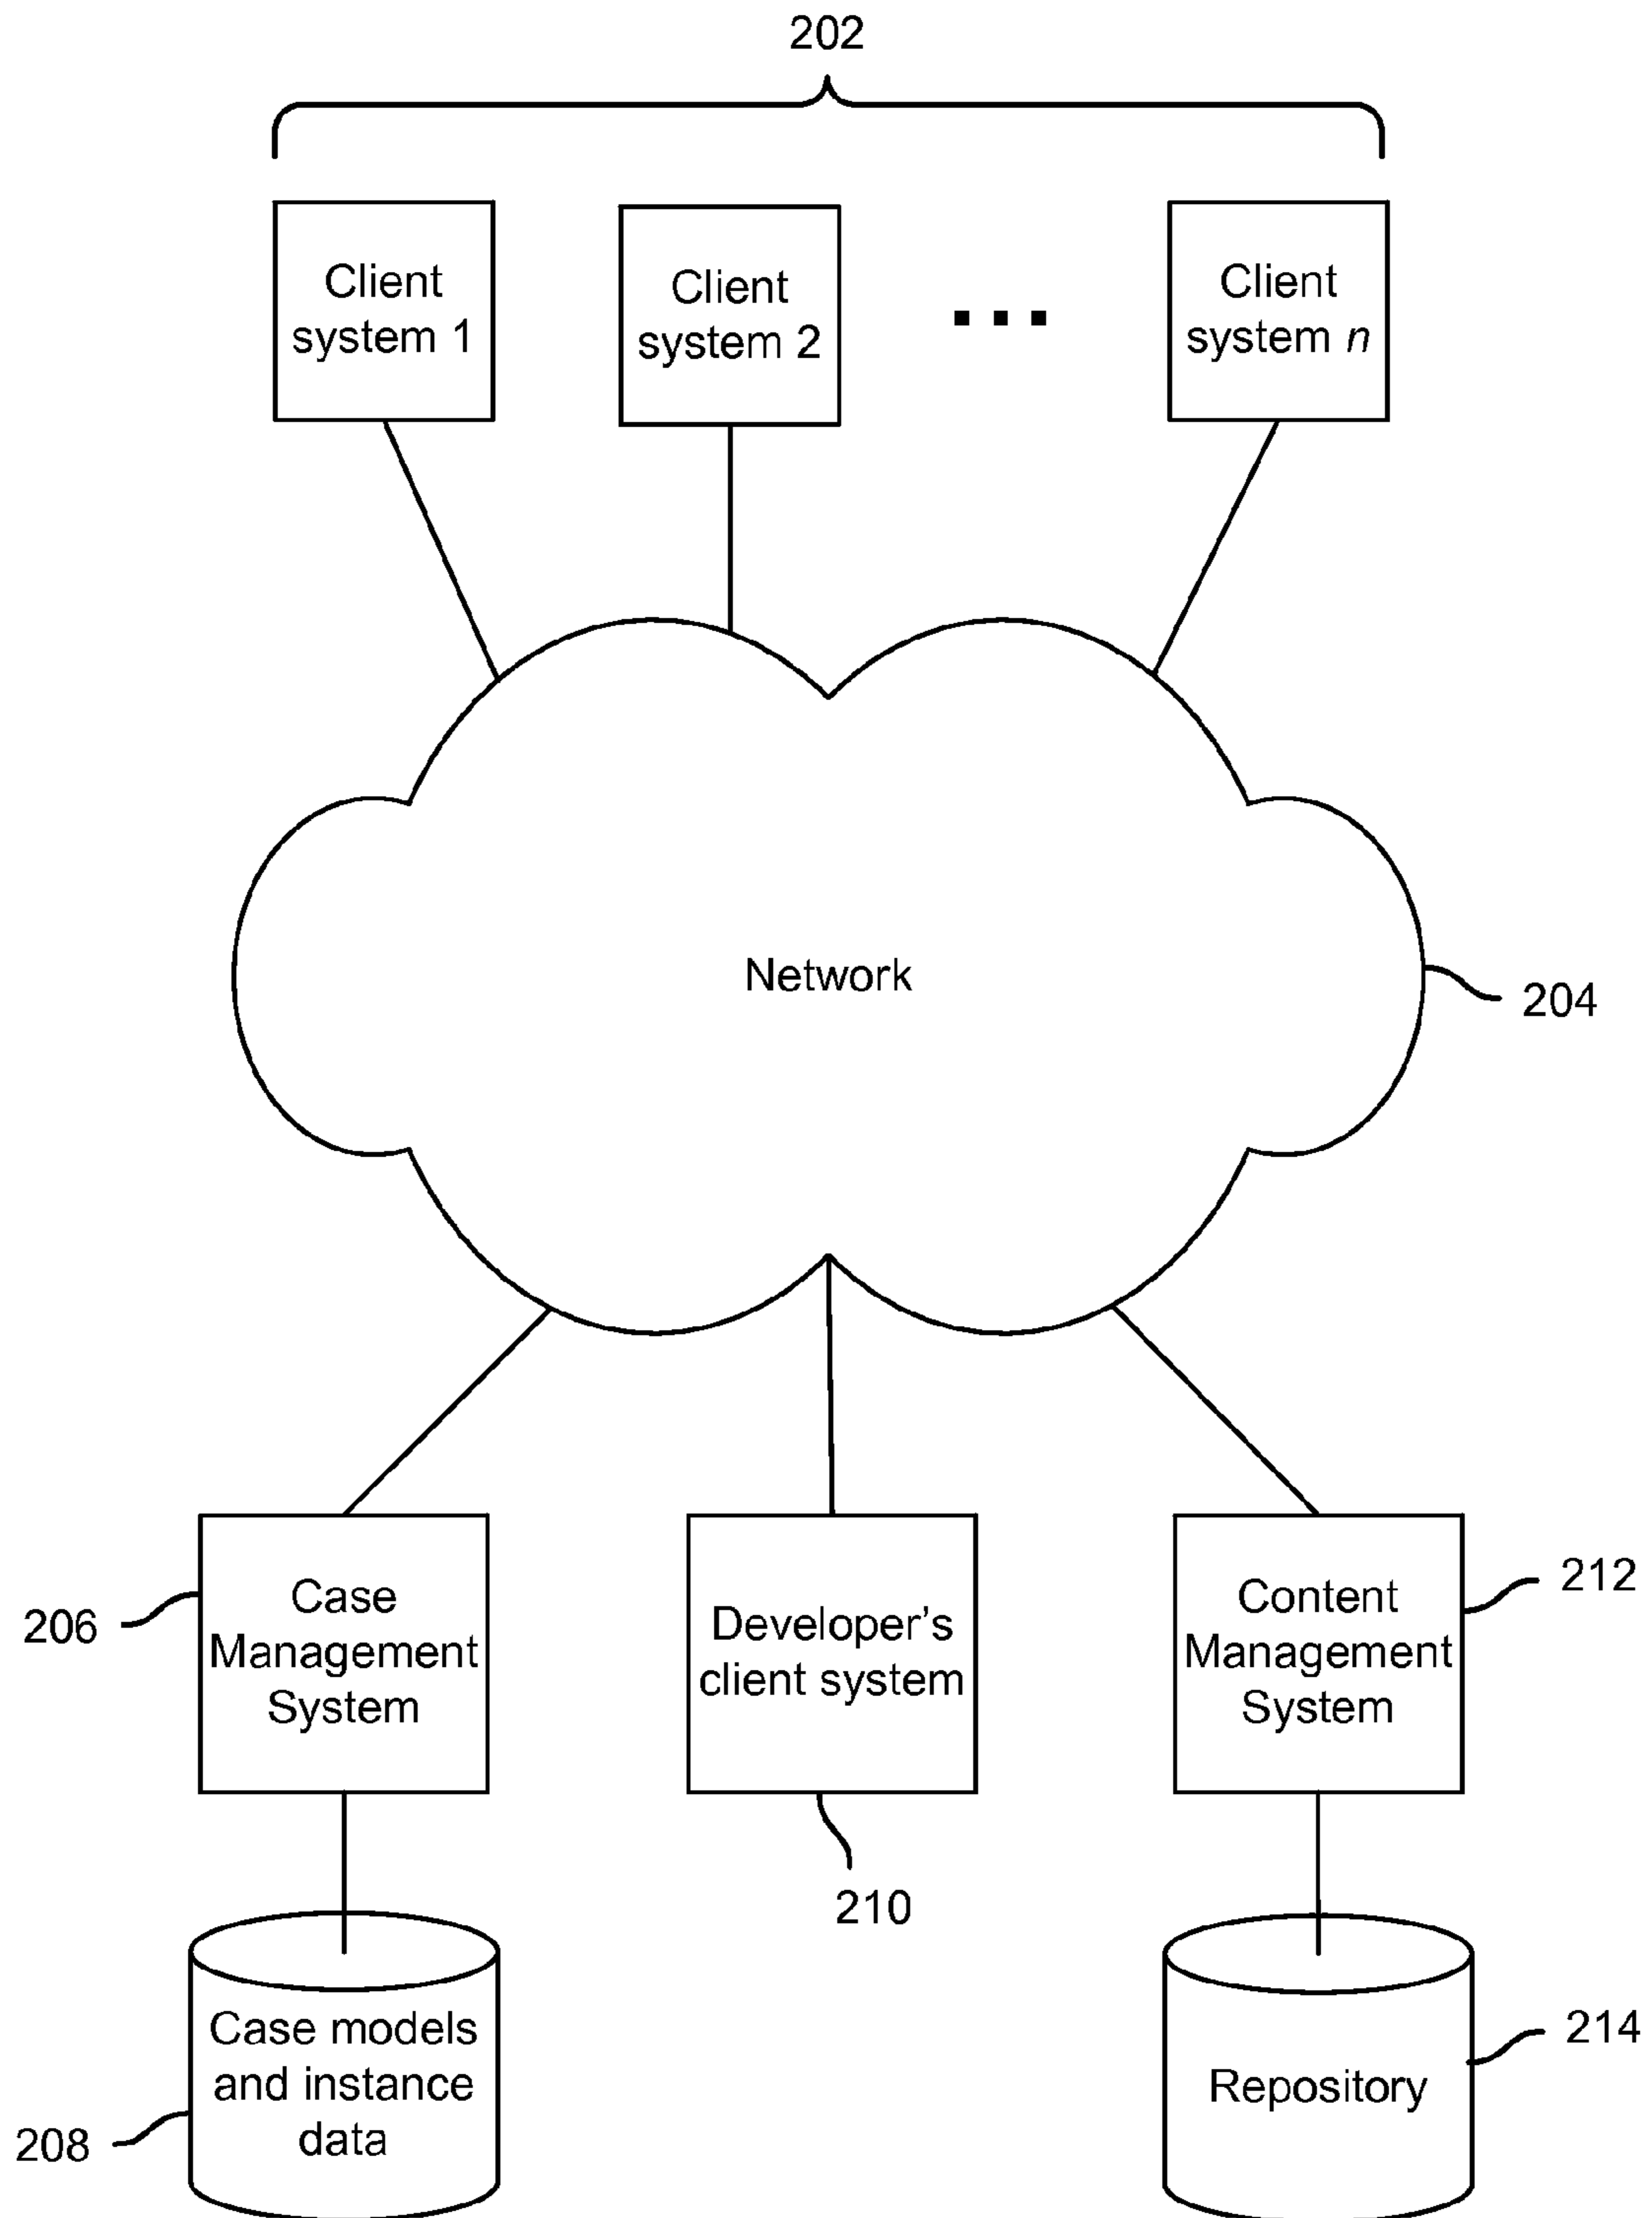 202
Client
system 1
Client
system 2
Client
system n
Network
204
206
Case
Management
System
Developer's
client system
Content
Management
System
212
210
Case models
and instance
data
208
Repository
214